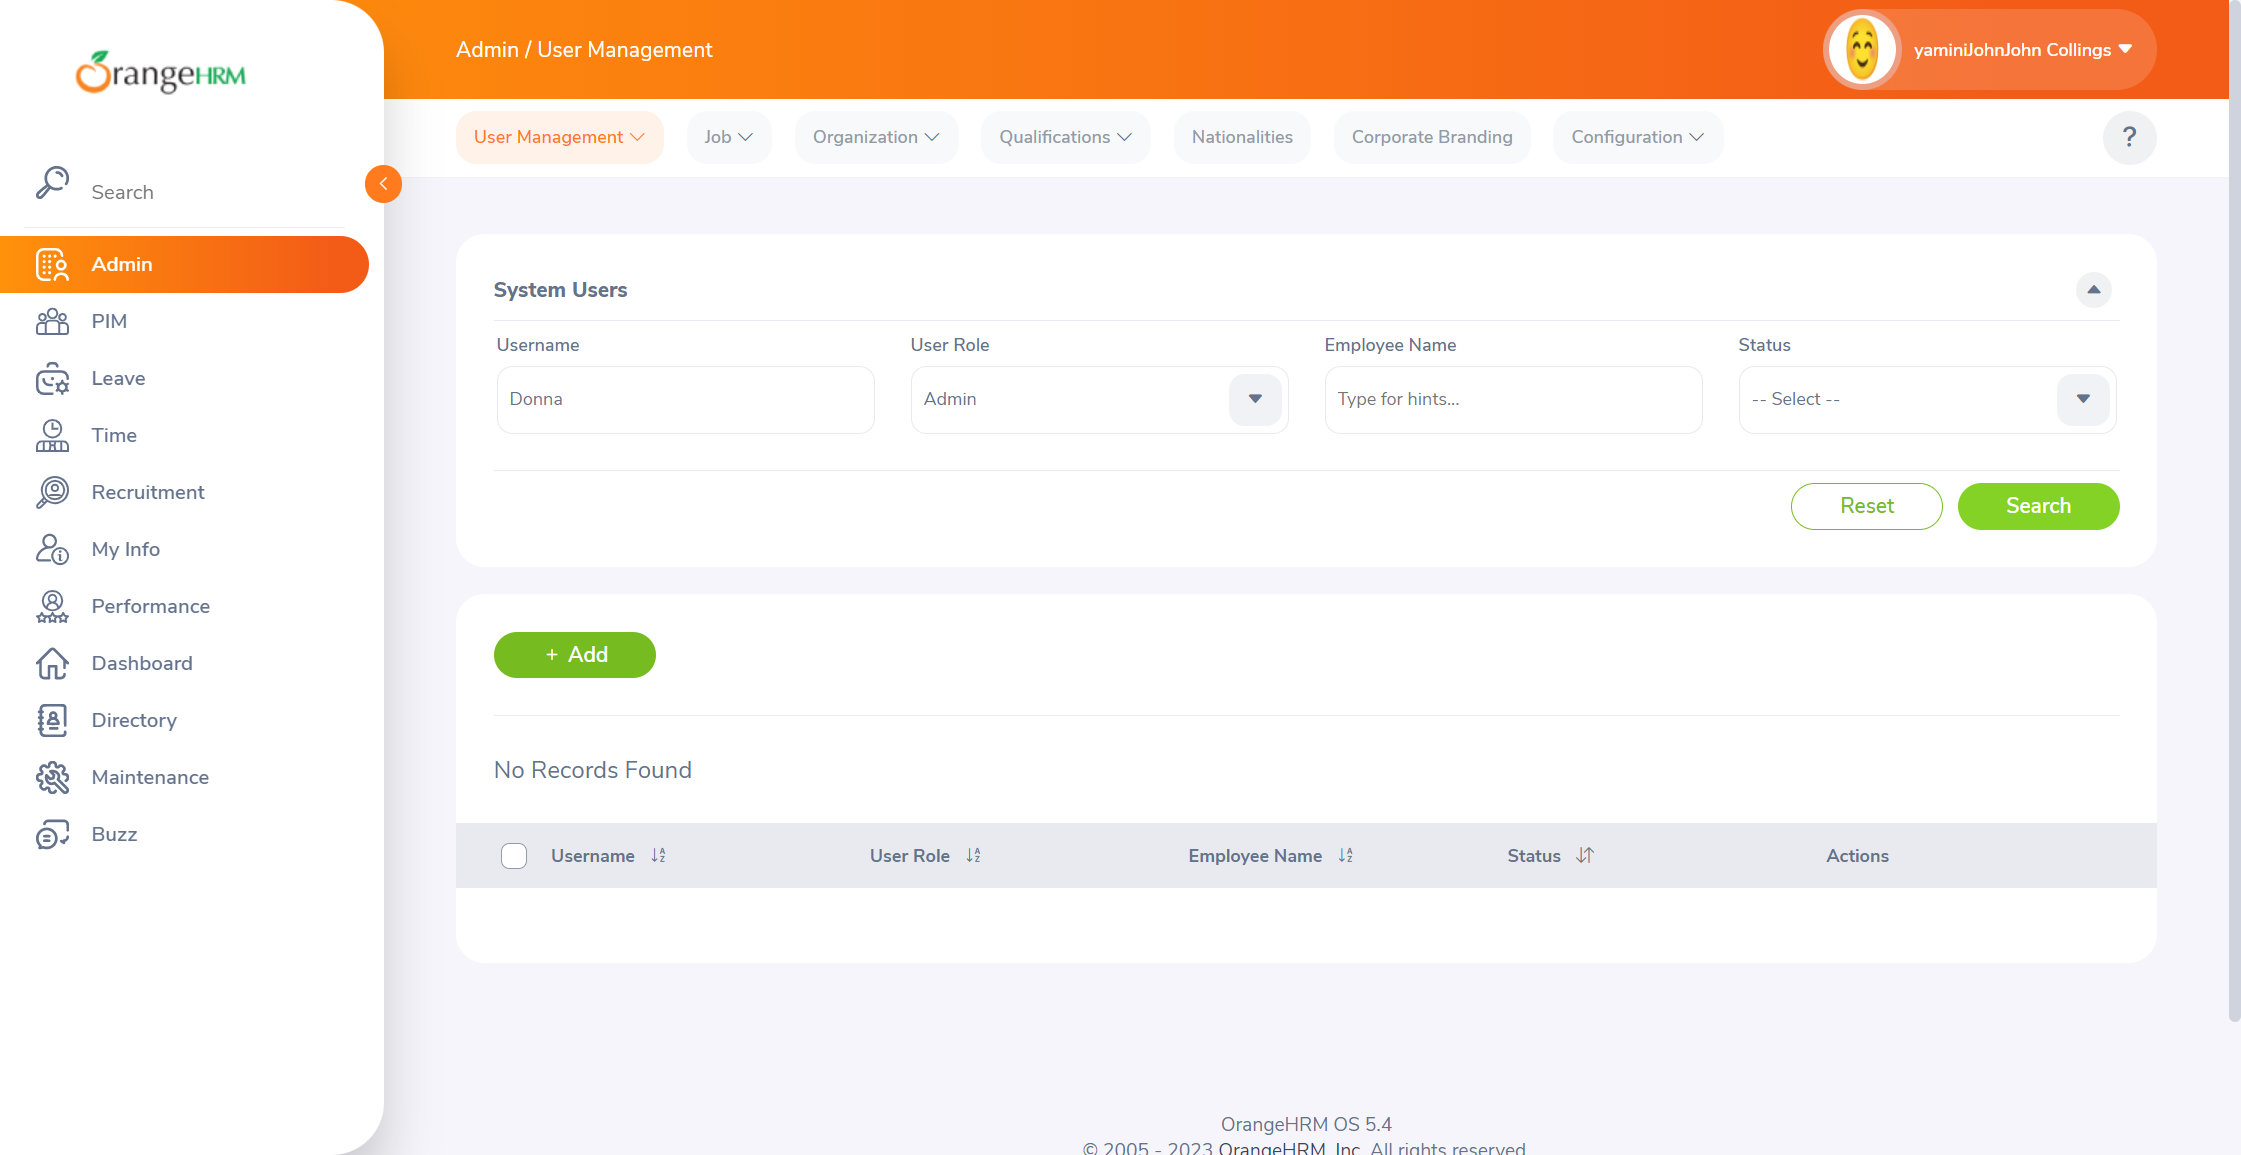 OrangeHRM
Admin / User Management
yaminiJohnJohn Collings
User Management
Job
Organization
Qualifications
Nationalities
Corporate Branding
Configuration
?
Search
Admin
PIM
Leave
Time
Recruitment
My Info
Performance
Dashboard
Directory
Maintenance
Buzz
System Users
Username
User Role
Employee Name
Status
Donna
Admin
Type for hints...
-- Select --
Reset
Search
+ Add
No Records Found
Username
User Role
Employee Name
Status
Actions
OrangeHRM OS 5.4
© 2005 - 2023 OrangeHRM, Inc. All rights reserved